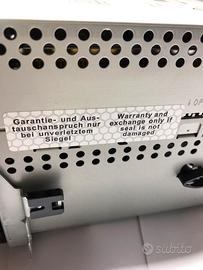 Garantie- und Aus-
tauschanspruch nur
bei unverletztem
Siegel
Warranty and
exchange only if
seal is not
damaged
subito